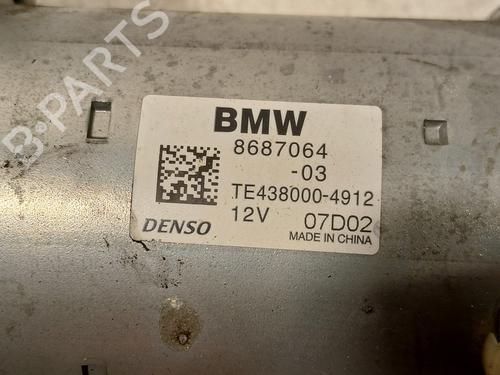 B-PARTS
BMW
8687064
-03
TE438000-4912
12V 07D02
DENSO
MADE IN CHINA